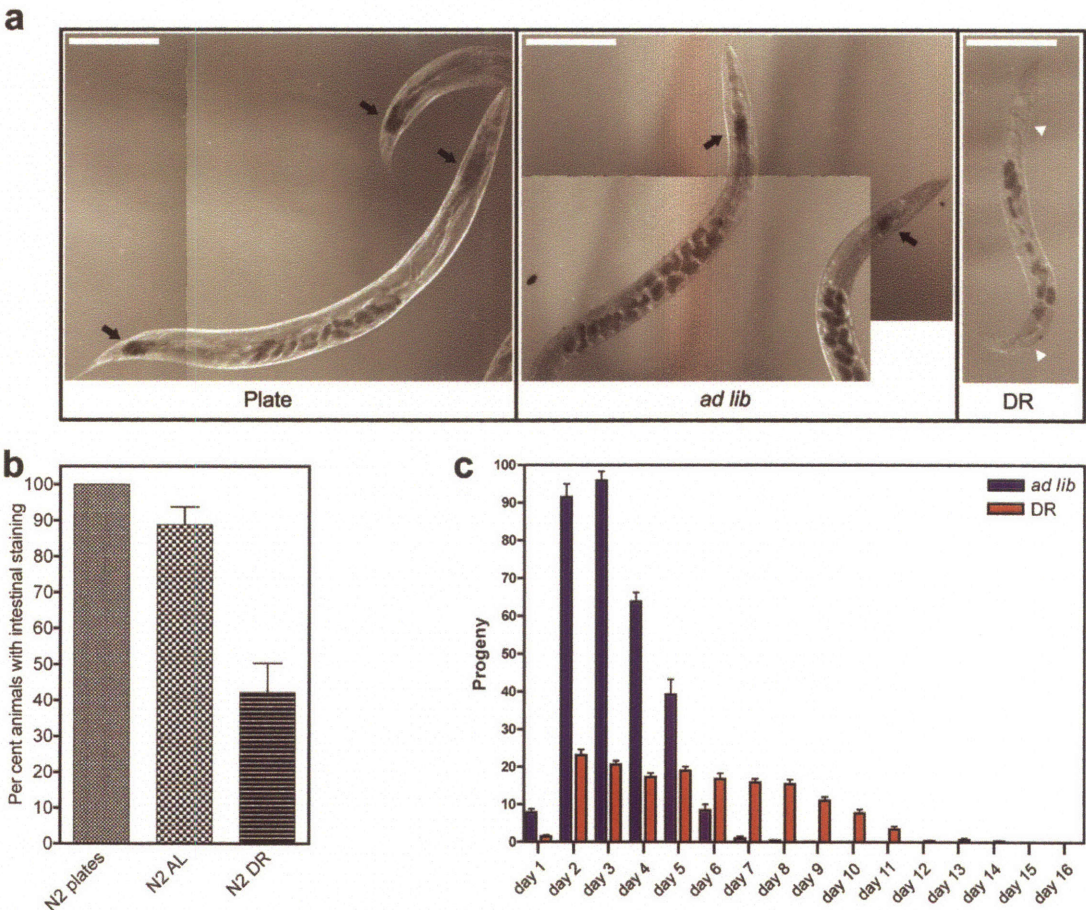 a
Plate
ad lib
DR
b
Per cent animals with intestinal staining
100
90
80
70
60
50
40
30
20
10
0
N2 plates
N2 AL
N2 DR
c
Progeny
100
90
80
70
60
50
40
30
20
10
0
ad lib
DR
day 1
day 2
day 3
day 4
day 5
day 6
day 7
day 8
day 9
day 10
day 11
day 12
day 13
day 14
day 15
day 16